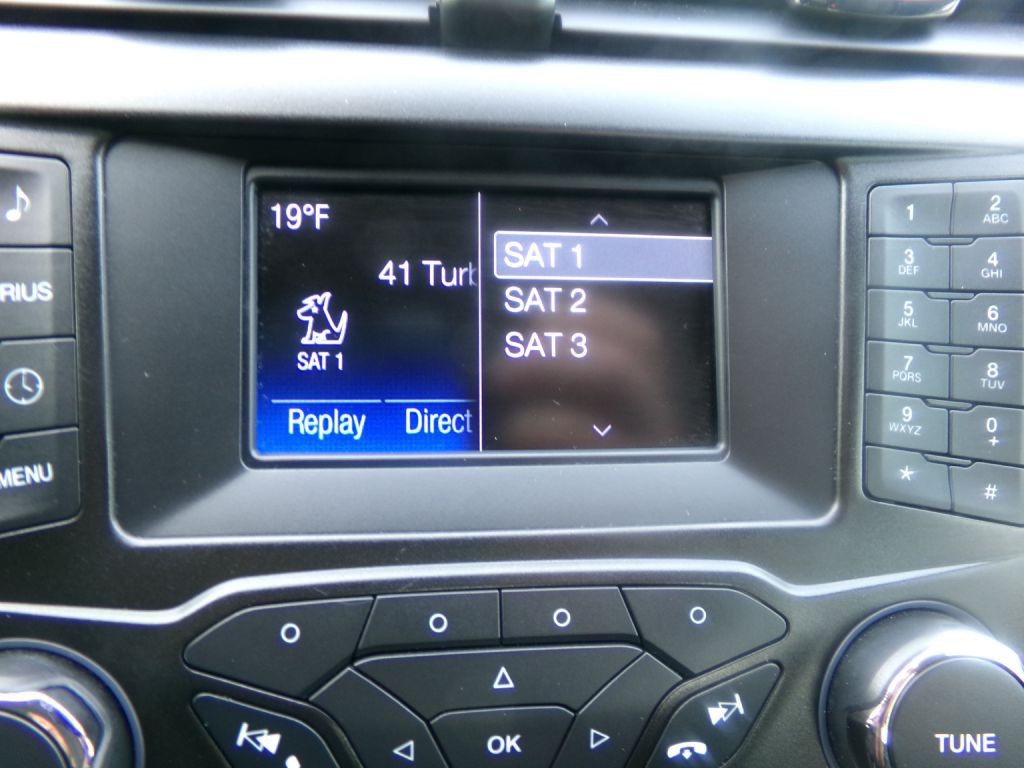 19°F
41 Turb
SAT 1
Replay
Direct
SAT 1
SAT 2
SAT 3
RIUS
MENU
1
2
ABC
3
DEF
4
GHI
5
JKL
6
MNO
7
PQRS
8
TUV
9
WXYZ
0
+
*
#
OK
TUNE